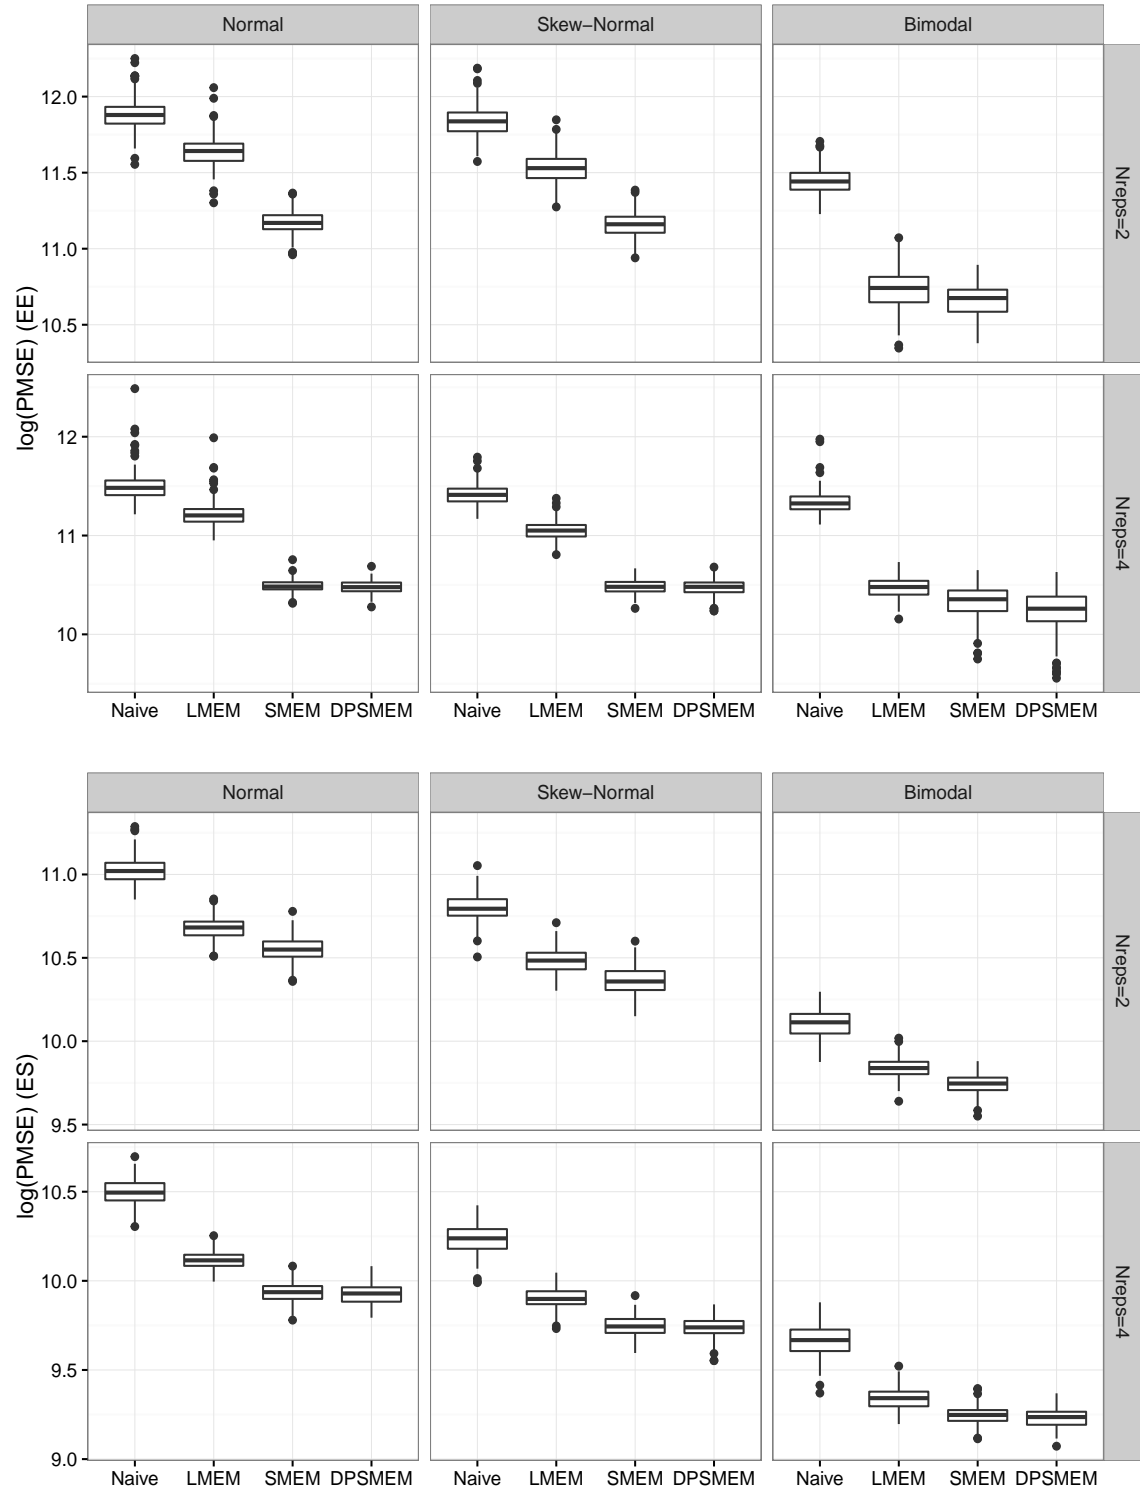 Normal
Skew−Normal
Bimodal
log(PMSE) (EE)
12.0
11.5
11.0
10.5
Nreps=2
12
11
10
Nreps=4
Naive LMEM SMEM DPSMEM
Naive LMEM SMEM DPSMEM
Naive LMEM SMEM DPSMEM
Normal
Skew−Normal
Bimodal
log(PMSE) (ES)
11.0
10.5
10.0
9.5
Nreps=2
10.5
10.0
9.5
9.0
Nreps=4
Naive LMEM SMEM DPSMEM
Naive LMEM SMEM DPSMEM
Naive LMEM SMEM DPSMEM